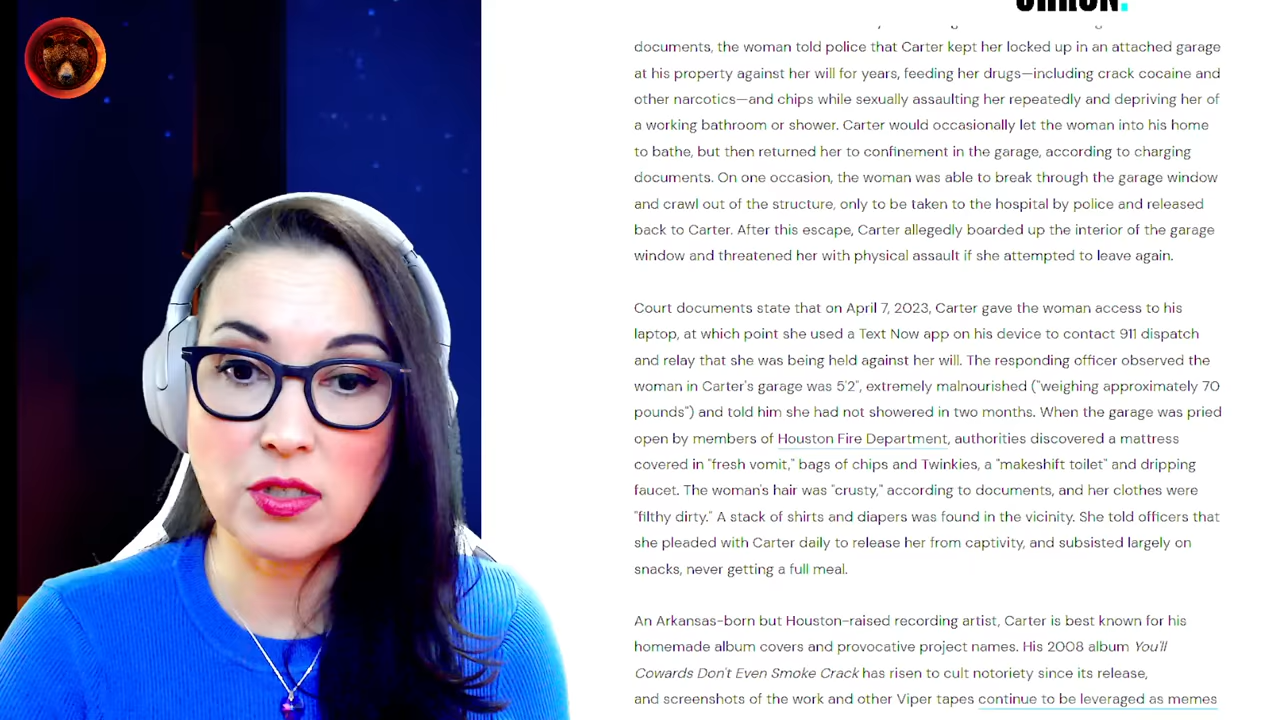 CHRON.
documents, the woman told police that Carter kept her locked up in an attached garage
at his property against her will for years, feeding her drugs—including crack cocaine and
other narcotics—and chips while sexually assaulting her repeatedly and depriving her of
a working bathroom or shower. Carter would occasionally let the woman into his home
to bathe, but then returned her to confinement in the garage, according to charging
documents. On one occasion, the woman was able to break through the garage window
and crawl out of the structure, only to be taken to the hospital by police and released
back to Carter. After this escape, Carter allegedly boarded up the interior of the garage
window and threatened her with physical assault if she attempted to leave again.
Court documents state that on April 7, 2023, Carter gave the woman access to his
laptop, at which point she used a Text Now app on his device to contact 911 dispatch
and relay that she was being held against her will. The responding officer observed the
woman in Carter's garage was 5'2", extremely malnourished ("weighing approximately 70
pounds") and told him she had not showered in two months. When the garage was pried
open by members of Houston Fire Department, authorities discovered a mattress
covered in "fresh vomit," bags of chips and Twinkies, a "makeshift toilet" and dripping
faucet. The woman's hair was "crusty," according to documents, and her clothes were
"filthy dirty." A stack of shirts and diapers was found in the vicinity. She told officers that
she pleaded with Carter daily to release her from captivity, and subsisted largely on
snacks, never getting a full meal.
An Arkansas-born but Houston-raised recording artist, Carter is best known for his
homemade album covers and provocative project names. His 2008 album You'll
Cowards Don't Even Smoke Crack has risen to cult notoriety since its release,
and screenshots of the work and other Viper tapes continue to be leveraged as memes